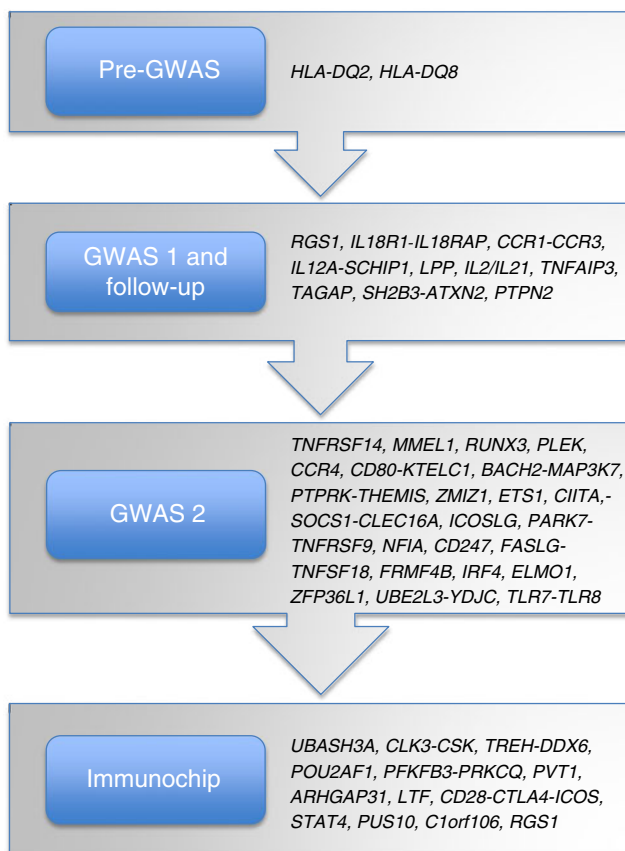 Pre-GWAS
HLA-DQ2, HLA-DQ8
GWAS 1 and
follow-up
RGS1, IL18R1-IL18RAP, CCR1-CCR3,
IL12A-SCHIP1, LPP, IL2/IL21, TNFAIP3,
TAGAP, SH2B3-ATXN2, PTPN2
GWAS 2
TNFRSF14, MMEL1, RUNX3, PLEK,
CCR4, CD80-KTELC1, BACH2-MAP3K7,
PTPRK-THEMIS, ZMIZ1, ETS1, CIITA,-
SOCS1-CLEC16A, ICOSLG, PARK7-
TNFRSF9, NFIA, CD247, FASLG-
TNFSF18, FRMF4B, IRF4, ELMO1,
ZFP36L1, UBE2L3-YDJC, TLR7-TLR8
Immunochip
UBASH3A, CLK3-CSK, TREH-DDX6,
POU2AF1, PFKFB3-PRKCQ, PVT1,
ARHGAP31, LTF, CD28-CTLA4-ICOS,
STAT4, PUS10, C1orf106, RGS1